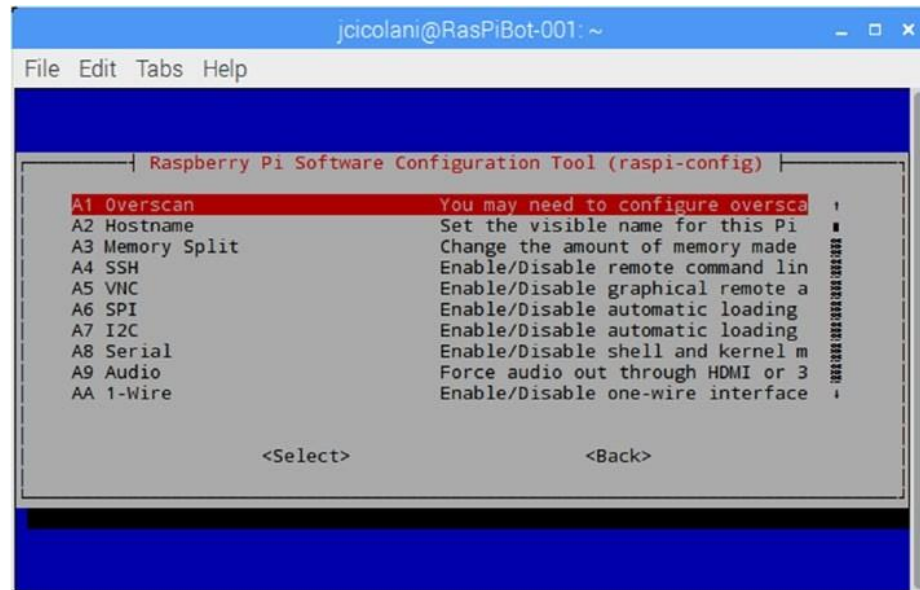 jcicolani@RasPiBot-001: ~
File Edit Tabs Help
Raspberry Pi Software Configuration Tool (raspi-config)
A1 Overscan You may need to configure oversca
A2 Hostname Set the visible name for this Pi
A3 Memory Split Change the amount of memory made
A4 SSH Enable/Disable remote command lin
A5 VNC Enable/Disable graphical remote a
A6 SPI Enable/Disable automatic loading
A7 I2C Enable/Disable automatic loading
A8 Serial Enable/Disable shell and kernel m
A9 Audio Force audio out through HDMI or 3
AA 1-Wire Enable/Disable one-wire interface
<Select> <Back>